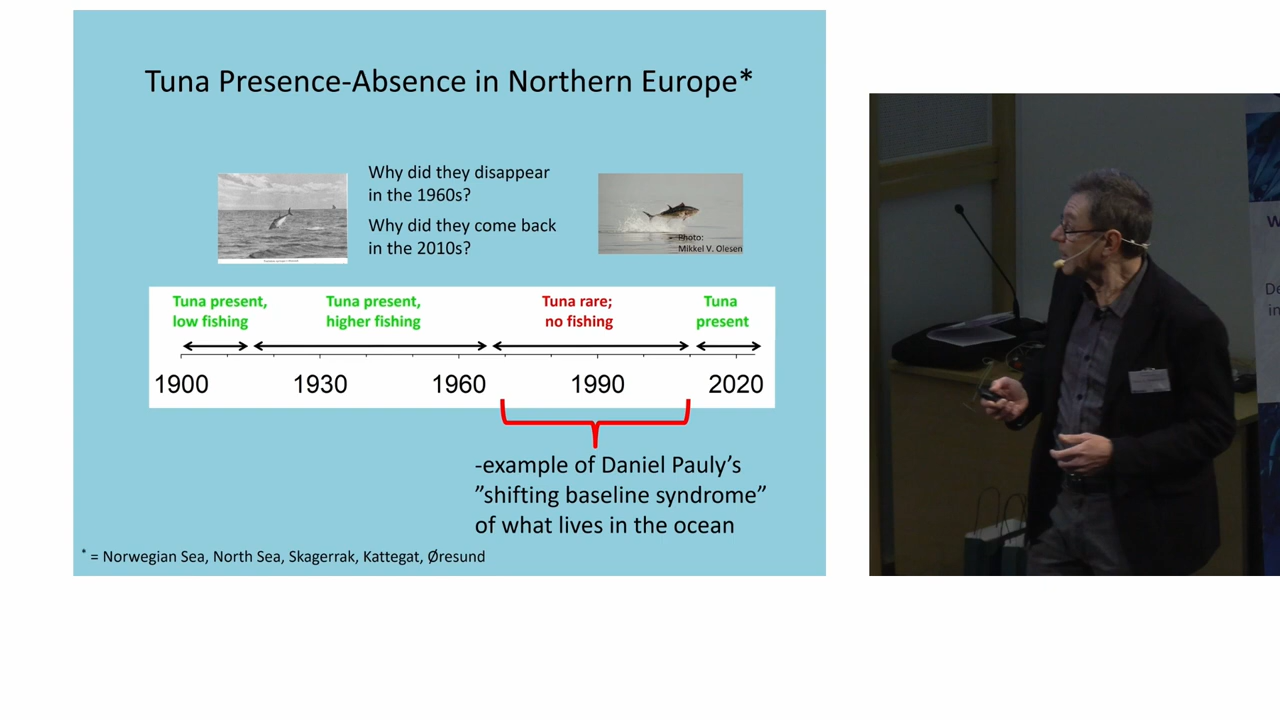 Tuna Presence-Absence in Northern Europe*
Why did they disappear
in the 1960s?
Why did they come back
in the 2010s?
Photo:
Mikkel V. Olesen
Tuna present,
low fishing
Tuna present,
higher fishing
Tuna rare;
no fishing
Tuna
present
1900 1930 1960 1990 2020
-example of Daniel Pauly's
”shifting baseline syndrome”
of what lives in the ocean
* = Norwegian Sea, North Sea, Skagerrak, Kattegat, Øresund
W
De
in